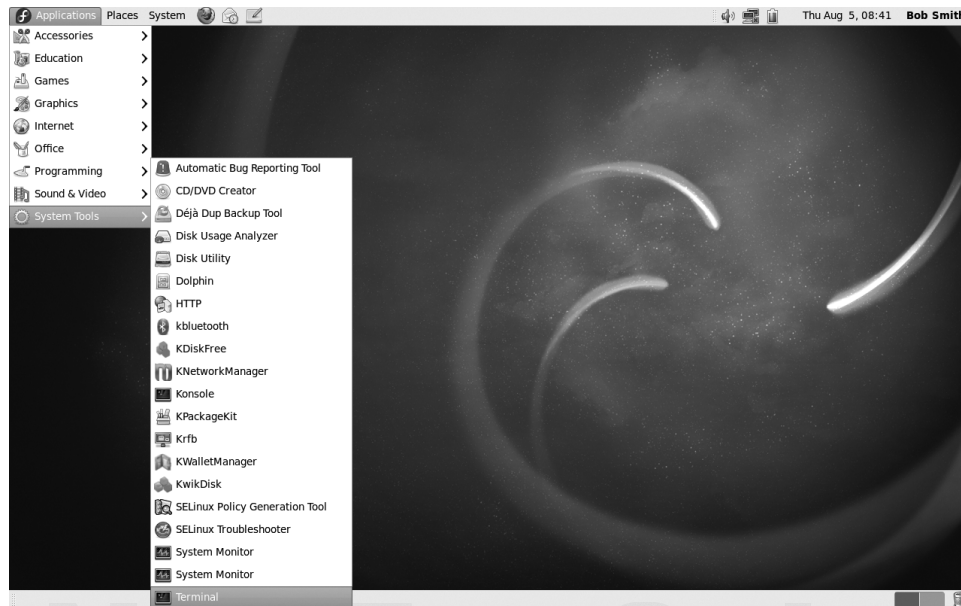 Applications Places System Thu Aug 5, 08:41 Bob Smith
Accessories
Education
Games
Graphics
Internet
Office
Programming
Sound & Video
System Tools
Automatic Bug Reporting Tool
CD/DVD Creator
Déjà Dup Backup Tool
Disk Usage Analyzer
Disk Utility
Dolphin
HTTP
kbluetooth
KDiskFree
KNetworkManager
Konsole
KPackageKit
Krfb
KWalletManager
KwikDisk
SELinux Policy Generation Tool
SELinux Troubleshooter
System Monitor
System Monitor
Terminal